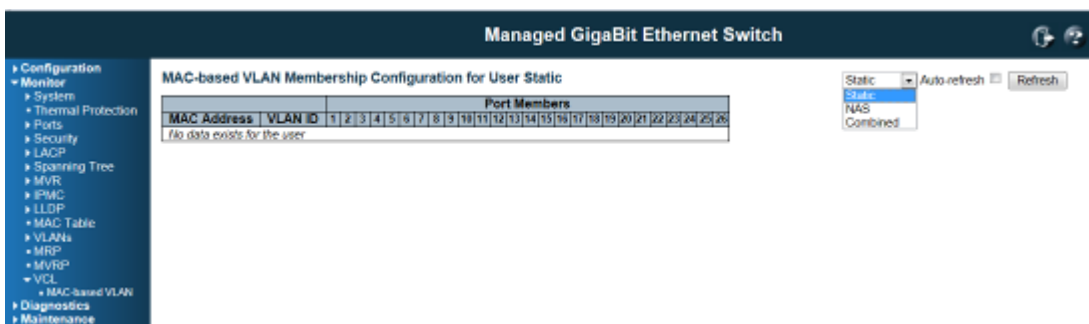 Managed GigaBit Ethernet Switch
Configuration
Monitor
System
Thermal Protection
Ports
Security
LACP
Spanning Tree
MVR
IPMC
LLDP
MAC Table
VLANs
MRP
MVRP
VCL
MAC-based VLAN
Diagnostics
Maintenance
MAC-based VLAN Membership Configuration for User Static
Static Auto-refresh Refresh
Static
NAS
Combined
Port Members
MAC Address VLAN ID 1 2 3 4 5 6 7 8 9 10 11 12 13 14 15 16 17 18 19 20 21 22 23 24 25 26
No data exists for the user